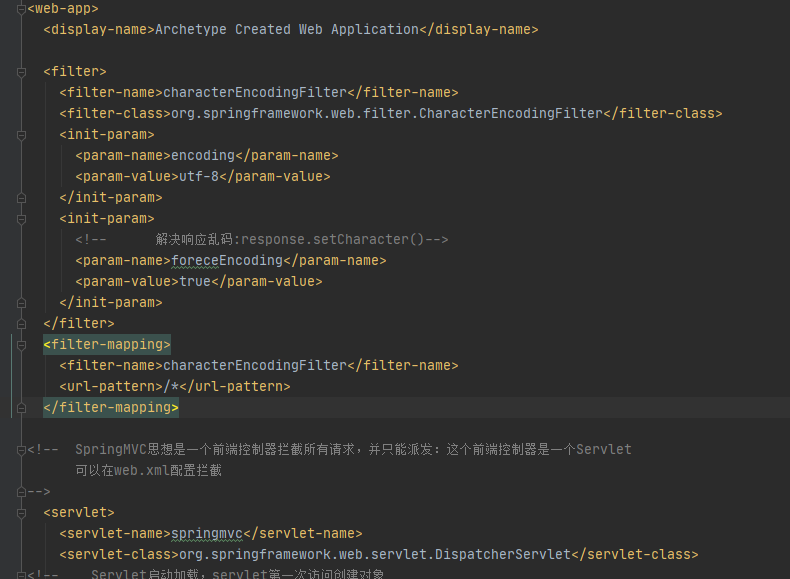 <web-app>
<display-name>Archetype Created Web Application</display-name>
<filter>
<filter-name>characterEncodingFilter</filter-name>
<filter-class>org.springframework.web.filter.CharacterEncodingFilter</filter-class>
<init-param>
<param-name>encoding</param-name>
<param-value>utf-8</param-value>
</init-param>
<init-param>
<!-- 解决响应乱码:response.setCharacter()-->
<param-name>foreceEncoding</param-name>
<param-value>true</param-value>
</init-param>
</filter>
<filter-mapping>
<filter-name>characterEncodingFilter</filter-name>
<url-pattern>/*</url-pattern>
</filter-mapping>
<!-- SpringMVC思想是一个前端控制器拦截所有请求，并只能派发：这个前端控制器是一个Servlet
可以在web.xml配置拦截
-->
<servlet>
<servlet-name>springmvc</servlet-name>
<servlet-class>org.springframework.web.servlet.DispatcherServlet</servlet-class>
<!-- Servlet启动加载，servlet第一次访问创建对象